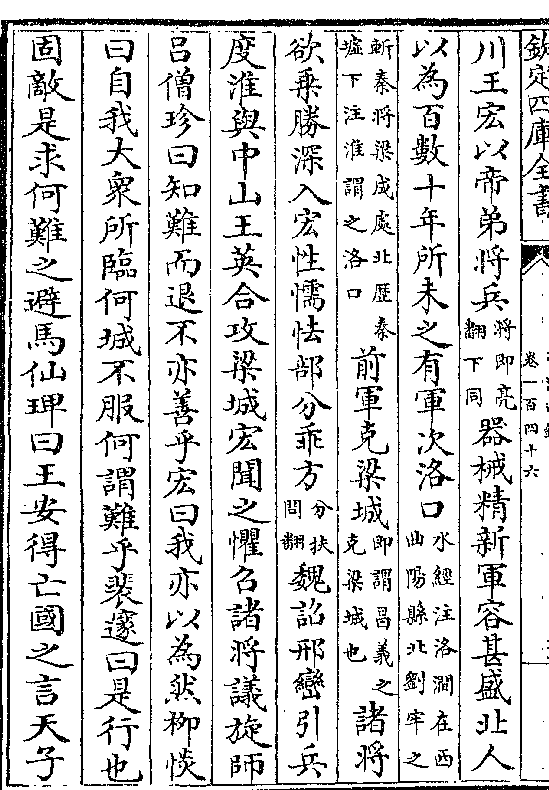 欽定四庫全書
卷一百四十六
川王宏以帝弟將兵將即亮翻下同器械精新軍容甚盛北人
以為百數十年所未之有軍次洛口水經注洛澗在西曲陽縣北劉牢之
斬秦將梁成處北歷秦墟下注淮謂之洛口前軍克梁城即謂昌義之克梁城也諸將
欲乘勝深入宏性懦怯部分乖方分扶問翻魏詔邢巒引兵
度淮與中山王英合攻梁城宏聞之懼召諸將議旋師
呂僧珍曰知難而退不亦善乎宏曰我亦以為然柳惔
曰自我大衆所臨何城不服何謂難乎裴邃曰是行也
固敵是求何難之避馬仙琕曰王安得亡國之言天子